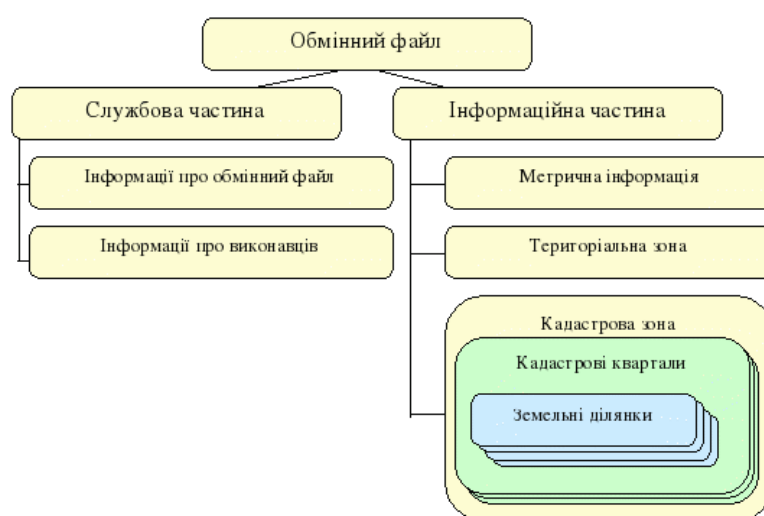 Обмінний файл
Службова частина
Інформації про обмінний файл
Інформації про виконавців
Інформаційна частина
Метрична інформація
Територіальна зона
Кадастрова зона
Кадастрові квартали
Земельні ділянки